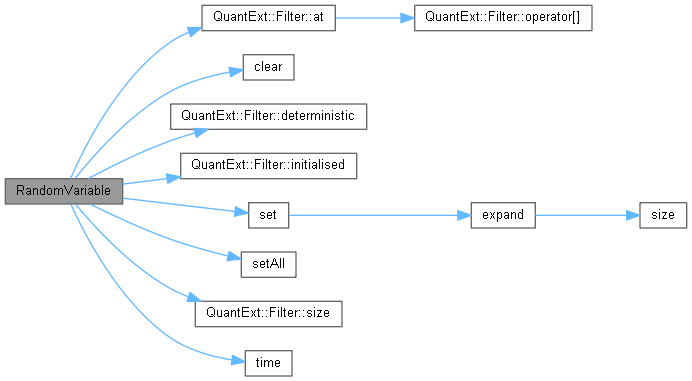 QuantExt::Filter::at
QuantExt::Filter::operator[]
clear
QuantExt::Filter::deterministic
QuantExt::Filter::initialised
RandomVariable
set
expand
size
setAll
QuantExt::Filter::size
time